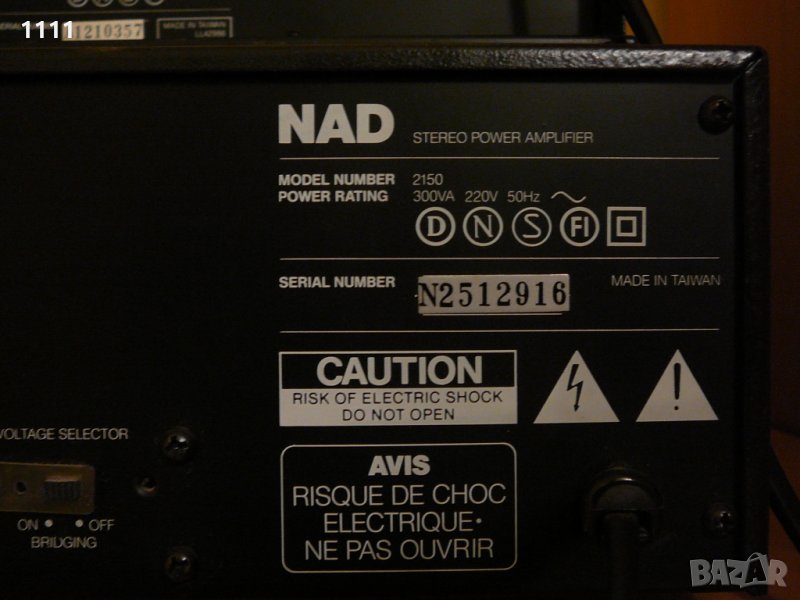 1111
1210357
MADE IN TAIWAN
NAD
STEREO POWER AMPLIFIER
MODEL NUMBER 2150
POWER RATING 300VA 220V 50Hz
D N S FI
SERIAL NUMBER N2512916 MADE IN TAIWAN
CAUTION
RISK OF ELECTRIC SHOCK
DO NOT OPEN
VOLTAGE SELECTOR
AVIS
RISQUE DE CHOC
ELECTRIQUE·
NE PAS OUVRIR
ON OFF
BRIDGING
BAZAR